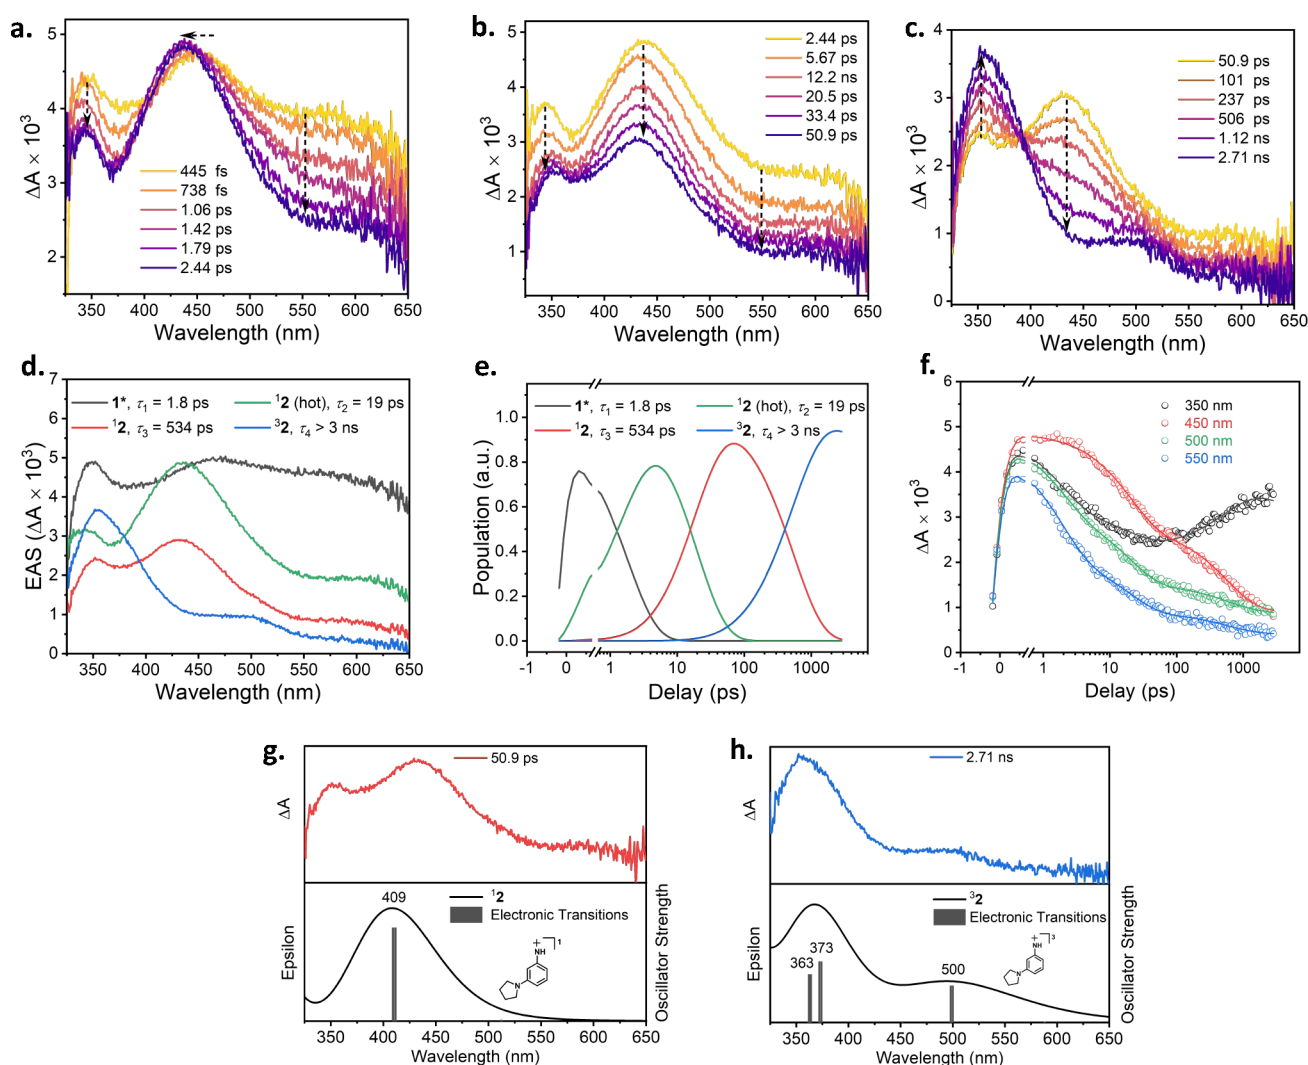 a.
5
4
3
2
ΔA × 10³
445 fs
738 fs
1.06 ps
1.42 ps
1.79 ps
2.44 ps
350 400 450 500 550 600 650
Wavelength (nm)
b.
5
4
3
2
1
ΔA × 10³
2.44 ps
5.67 ps
12.2 ns
20.5 ps
33.4 ps
50.9 ps
350 400 450 500 550 600 650
Wavelength (nm)
c.
4
3
2
1
0
ΔA × 10³
50.9 ps
101 ps
237 ps
506 ps
1.12 ns
2.71 ns
350 400 450 500 550 600 650
Wavelength (nm)
d.
7
6
5
4
3
2
1
0
EAS (ΔA × 10³)
1*, τ₁ = 1.8 ps
¹2 (hot), τ₂ = 19 ps
¹2, τ₃ = 534 ps
³2, τ₄ > 3 ns
350 400 450 500 550 600 650
Wavelength (nm)
e.
1.0
0.8
0.6
0.4
0.2
0.0
Population (a.u.)
1*, τ₁ = 1.8 ps
¹2 (hot), τ₂ = 19 ps
¹2, τ₃ = 534 ps
³2, τ₄ > 3 ns
-1 0 1 10 100 1000
Delay (ps)
f.
6
5
4
3
2
1
0
ΔA × 10³
350 nm
450 nm
500 nm
550 nm
-1 0 1 10 100 1000
Delay (ps)
g.
ΔA
50.9 ps
Epsilon
409
¹2
Electronic Transitions
+
NH
1
N
Oscillator Strength
350 400 450 500 550 600 650
Wavelength (nm)
h.
ΔA
2.71 ns
Epsilon
363
373
500
³2
Electronic Transitions
+
NH
3
N
Oscillator Strength
350 400 450 500 550 600 650
Wavelength (nm)